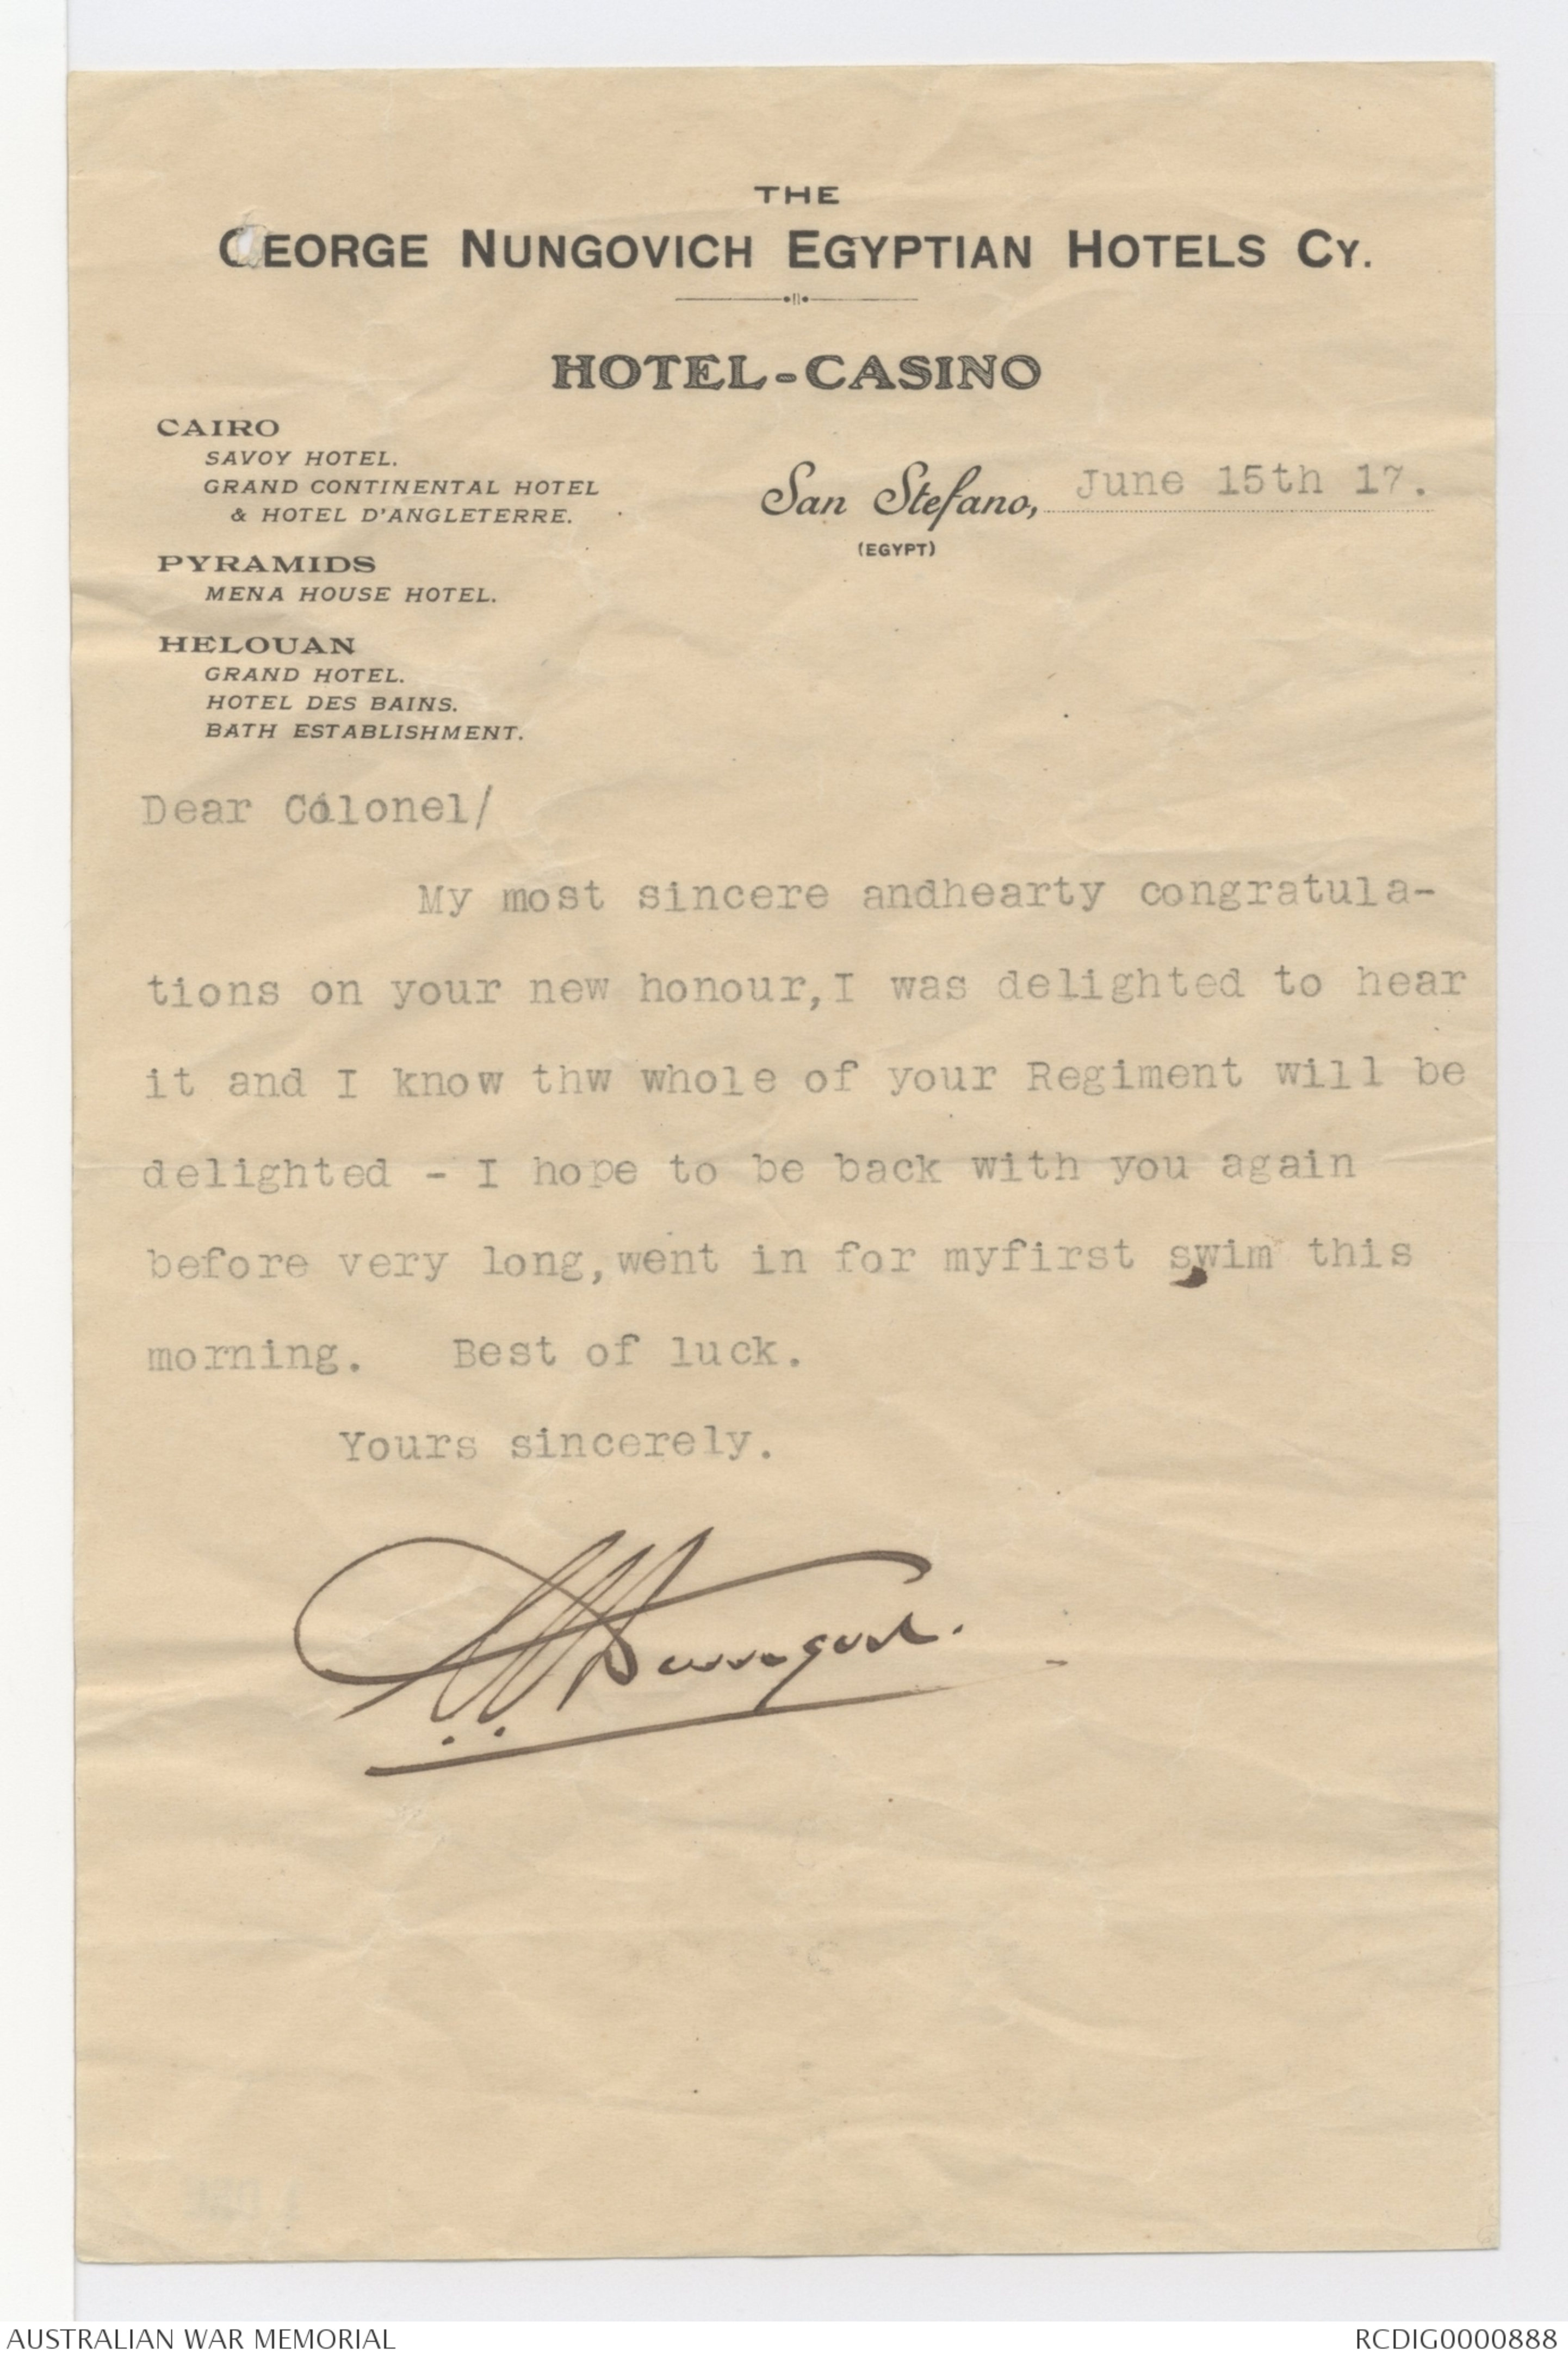 THE
GEORGE NUNGOVICH EGYPTIAN HOTELS CY.
HOTEL-CASINO
CAIRO
SAVOY HOTEL.
GRAND CONTINENTAL HOTEL
& HOTEL D'ANGLETERRE.
San Stefano, June 15th 17.
(EGYPT)
PYRAMIDS
MENA HOUSE HOTEL.
HELOUAN
GRAND HOTEL.
HOTEL DES BAINS.
BATH ESTABLISHMENT.
Dear Colonel/
My most sincere andhearty congratula-
tions on your new honour,I was delighted to hear
it and I know thw whole of your Regiment will be
delighted - I hope to be back with you again
before very long,went in for myfirst swim this
morning. Best of luck.
Yours sincerely.
AUSTRALIAN WAR MEMORIAL
RCDIG0000888